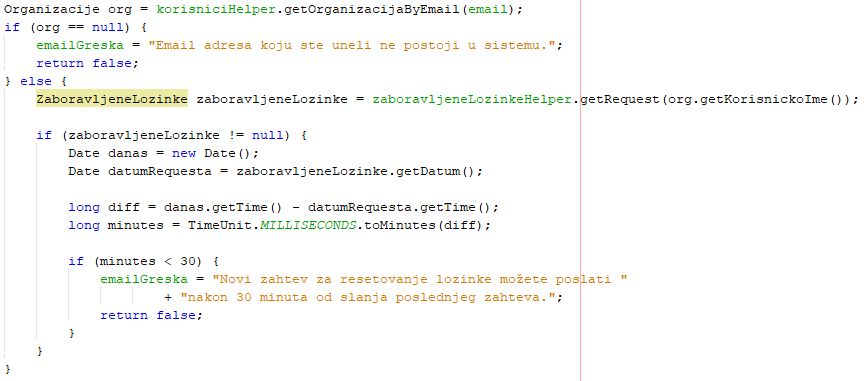 Organizacije org = korisniciHelper.getOrganizacijaByEmail(email);
if (org == null) {
    emailGreska = "Email adresa koju ste uneli ne postoji u sistemu.";
    return false;
} else {
    ZaboravljeneLozinke zaboravljeneLozinke = zaboravljeneLozinkeHelper.getRequest(org.getKorisnickoIme());
    if (zaboravljeneLozinke != null) {
        Date danas = new Date();
        Date datumRequesta = zaboravljeneLozinke.getDatum();
        long diff = danas.getTime() - datumRequesta.getTime();
        long minutes = TimeUnit.MILLISECONDS.toMinutes(diff);
        if (minutes < 30) {
            emailGreska = "Novi zahtev za resetovanje lozinke možete poslati "
                    + "nakon 30 minuta od slanja poslednjeg zahteva.";
            return false;
        }
    }
}